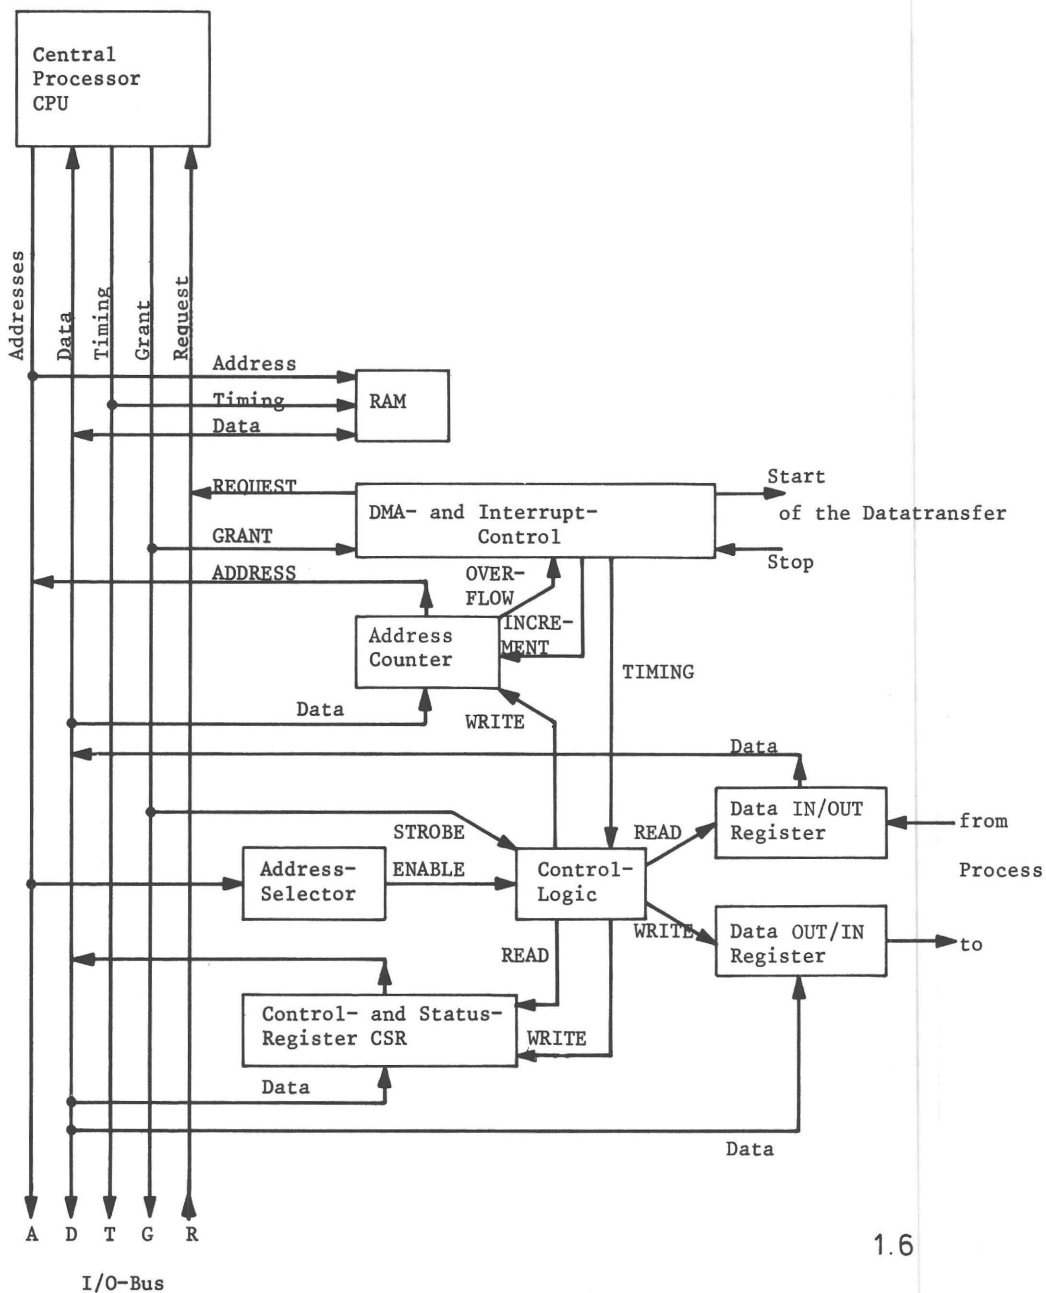 Central
Processor
CPU
Addresses
Data
Timing
Grant
Request
Address
Timing
Data
RAM
REQUEST
GRANT
ADDRESS
DMA- and Interrupt-
Control
Start
of the Datatransfer
Stop
OVER-
FLOW
INCRE-
MENT
Address
Counter
TIMING
Data
WRITE
Data
Data IN/OUT
Register
from
Process
to
STROBE
READ
Address-
Selector
ENABLE
Control-
Logic
WRITE
Data OUT/IN
Register
READ
Control- and Status-
Register CSR
WRITE
Data
Data
A D T G R
I/O-Bus
1.6